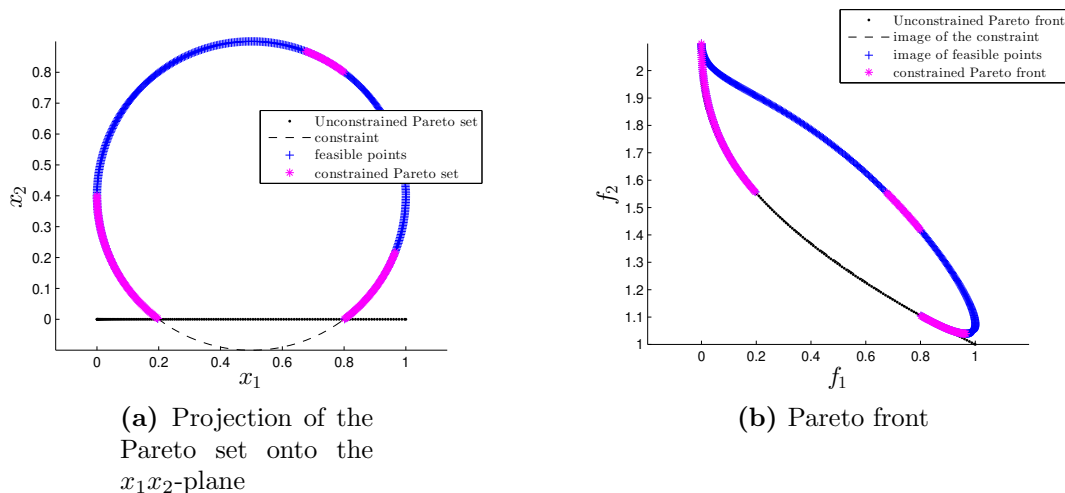 Unconstrained Pareto set
constraint
feasible points
constrained Pareto set
0.8
0.7
0.6
0.5
0.4
0.3
0.2
0.1
0
x2
0
0.2
0.4
0.6
0.8
1
x1
(a) Projection of the
Pareto set onto the
x1x2-plane
Unconstrained Pareto front
image of the constraint
image of feasible points
constrained Pareto front
2
1.9
1.8
1.7
1.6
1.5
1.4
1.3
1.2
1.1
1
f2
0
0.2
0.4
0.6
0.8
1
f1
(b) Pareto front